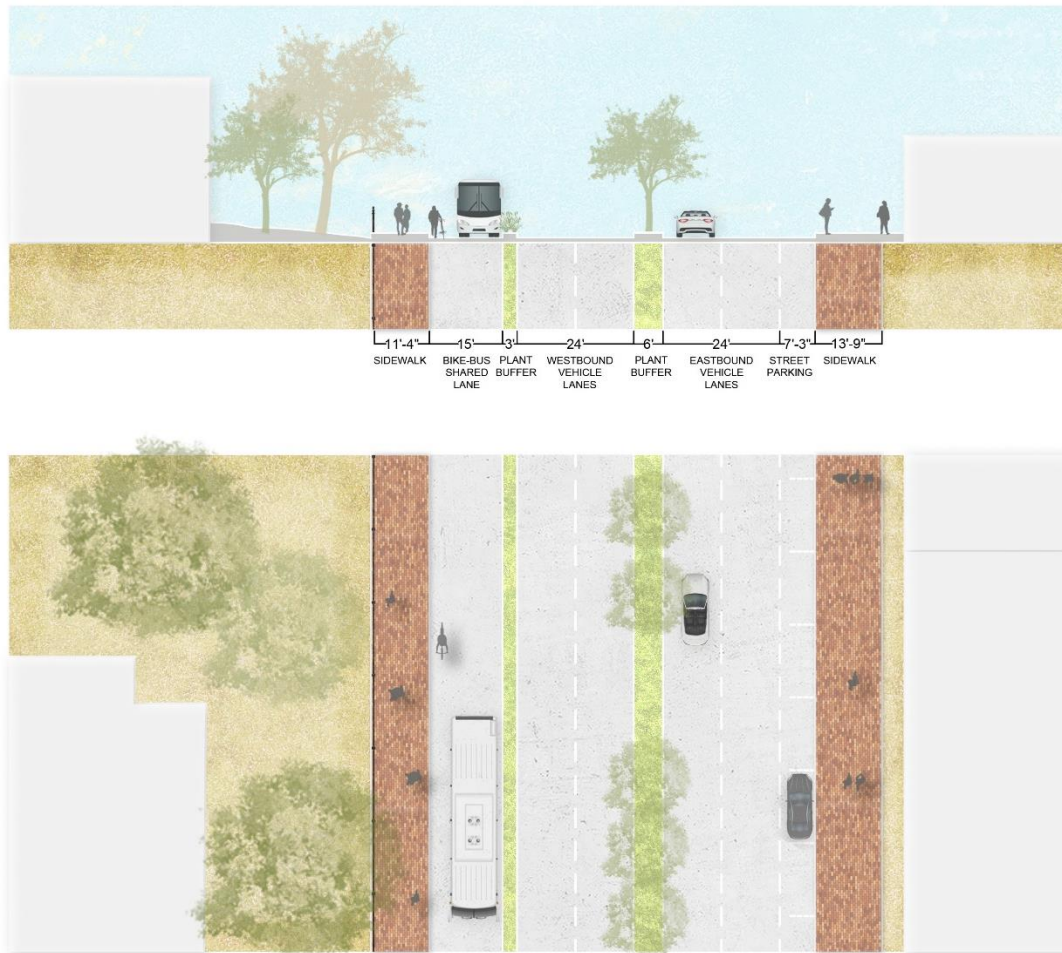 11'-4" 15' 3' 24' 6' 24' 7'-3" 13'-9"
SIDEWALK BIKE-BUS PLANT WESTBOUND PLANT EASTBOUND STREET SIDEWALK
SHARED BUFFER VEHICLE BUFFER VEHICLE PARKING
LANE LANES LANES